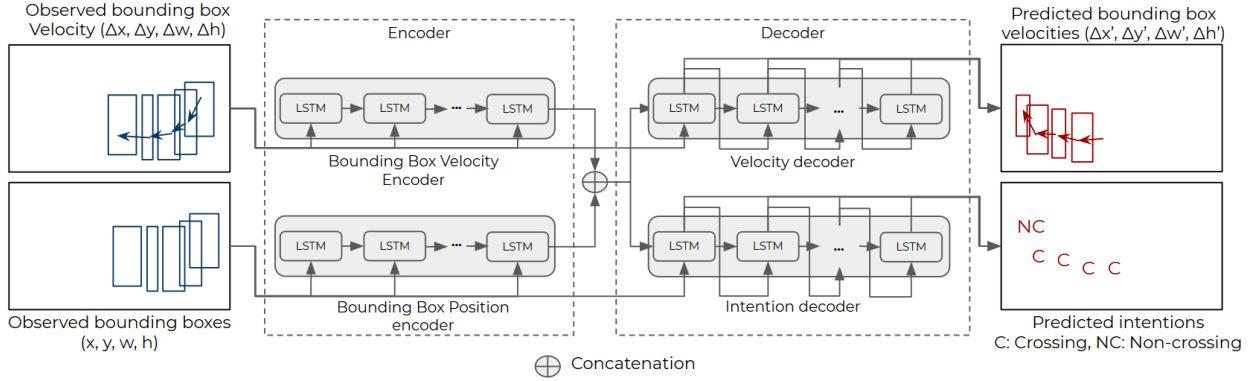 Observed bounding box
Velocity (Δx, Δy, Δw, Δh)
Encoder
Decoder
Predicted bounding box
velocities (Δx', Δy', Δw', Δh')
LSTM
LSTM
...
LSTM
LSTM
LSTM
...
LSTM
Bounding Box Velocity
Encoder
Velocity decoder
LSTM
LSTM
...
LSTM
LSTM
LSTM
...
LSTM
NC
C
C
C
C
Bounding Box Position
encoder
Intention decoder
Observed bounding boxes
(x, y, w, h)
Predicted intentions
C: Crossing, NC: Non-crossing
Concatenation